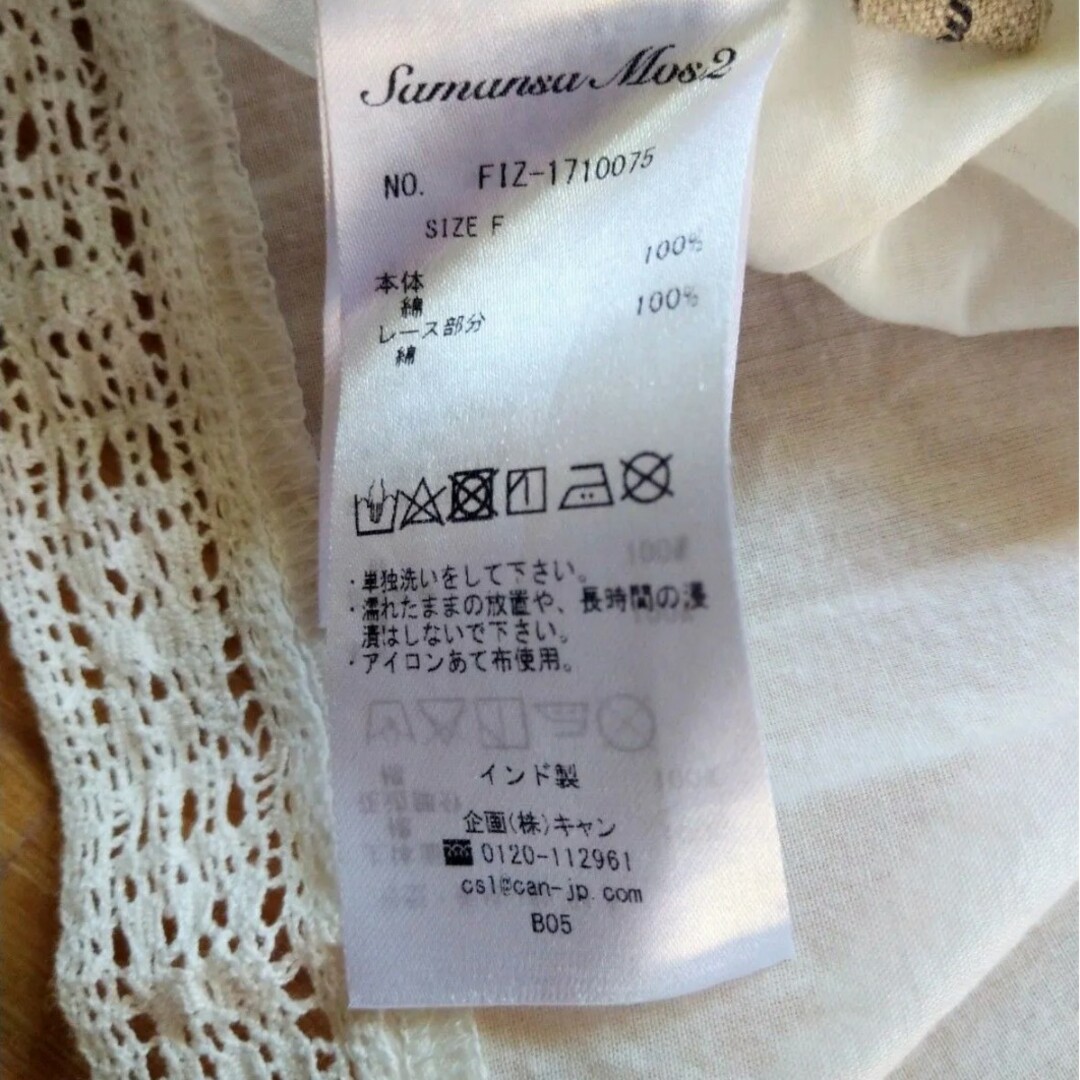 Samansa Mos2
NO. FIZ-1710075
SIZE F
本体
綿 100%
レース部分
綿 100%
・単独洗いをして下さい。
・濡れたままの放置や、長時間の浸
漬はしないで下さい。
・アイロンあて布使用。
インド製
企画(株)キャン
0120-112961
csl@can-jp.com
B05